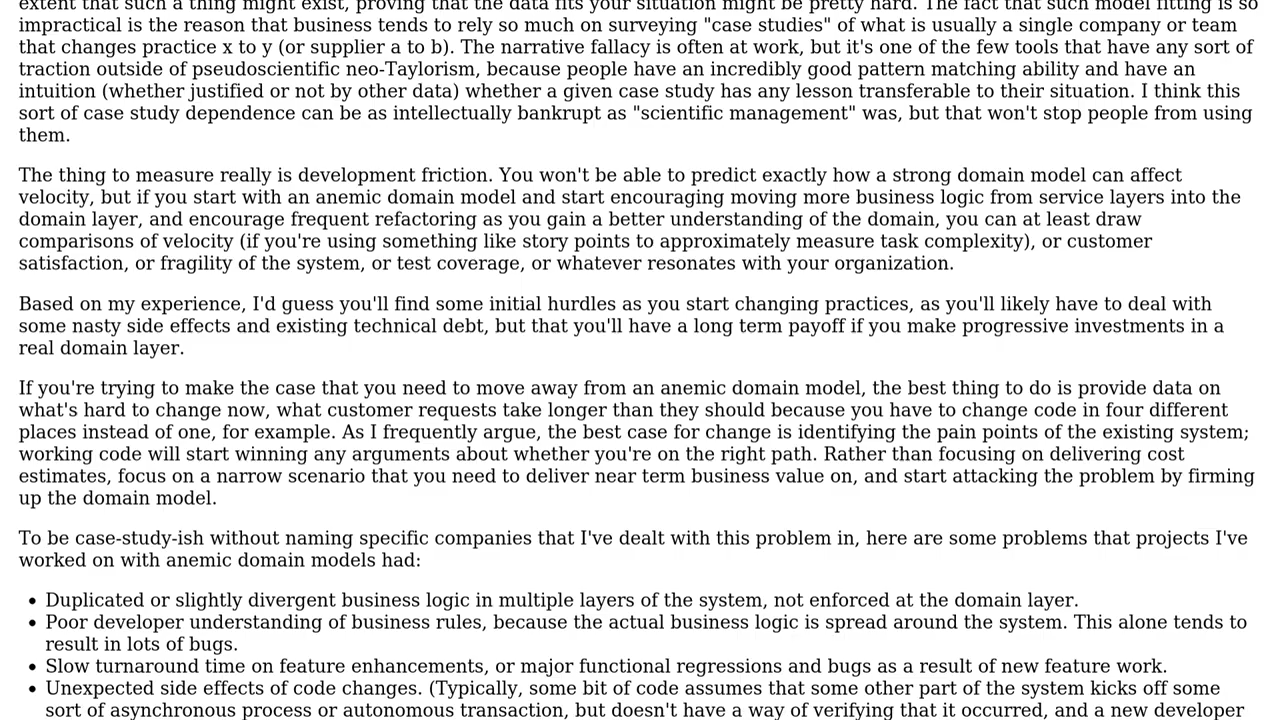 extent that such a thing might exist, proving that the data fits your situation might be pretty hard. The fact that such model fitting is so
impractical is the reason that business tends to rely so much on surveying "case studies" of what is usually a single company or team
that changes practice x to y (or supplier a to b). The narrative fallacy is often at work, but it's one of the few tools that have any sort of
traction outside of pseudoscientific neo-Taylorism, because people have an incredibly good pattern matching ability and have an
intuition (whether justified or not by other data) whether a given case study has any lesson transferable to their situation. I think this
sort of case study dependence can be as intellectually bankrupt as "scientific management" was, but that won't stop people from using
them.
The thing to measure really is development friction. You won't be able to predict exactly how a strong domain model can affect
velocity, but if you start with an anemic domain model and start encouraging moving more business logic from service layers into the
domain layer, and encourage frequent refactoring as you gain a better understanding of the domain, you can at least draw
comparisons of velocity (if you're using something like story points to approximately measure task complexity), or customer
satisfaction, or fragility of the system, or test coverage, or whatever resonates with your organization.
Based on my experience, I'd guess you'll find some initial hurdles as you start changing practices, as you'll likely have to deal with
some nasty side effects and existing technical debt, but that you'll have a long term payoff if you make progressive investments in a
real domain layer.
If you're trying to make the case that you need to move away from an anemic domain model, the best thing to do is provide data on
what's hard to change now, what customer requests take longer than they should because you have to change code in four different
places instead of one, for example. As I frequently argue, the best case for change is identifying the pain points of the existing system;
working code will start winning any arguments about whether you're on the right path. Rather than focusing on delivering cost
estimates, focus on a narrow scenario that you need to deliver near term business value on, and start attacking the problem by firming
up the domain model.
To be case-study-ish without naming specific companies that I've dealt with this problem in, here are some problems that projects I've
worked on with anemic domain models had:
• Duplicated or slightly divergent business logic in multiple layers of the system, not enforced at the domain layer.
• Poor developer understanding of business rules, because the actual business logic is spread around the system. This alone tends to
result in lots of bugs.
• Slow turnaround time on feature enhancements, or major functional regressions and bugs as a result of new feature work.
• Unexpected side effects of code changes. (Typically, some bit of code assumes that some other part of the system kicks off some
sort of asynchronous process or autonomous transaction, but doesn't have a way of verifying that it occurred, and a new developer